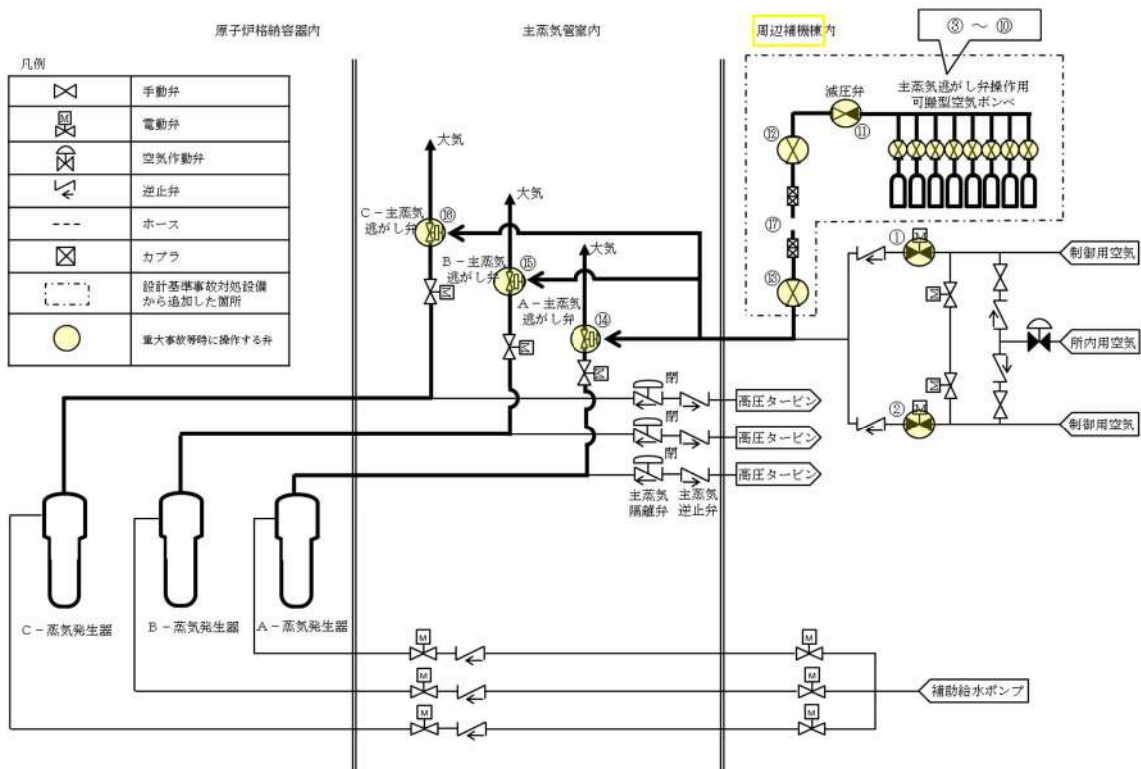 原子炉格納容器内
主蒸気管室内
周辺補機棟内
③ ～ ⑩
凡例
手動弁
M
電動弁
空気作動弁
逆止弁
ホース
カプラ
設計基準事故対処設備
から追加した箇所
重大事故等時に操作する弁
主蒸気逃がし弁操作用
可搬型空気ボンベ
減圧弁
⑪
⑫
⑰
⑬
大気
大気
大気
C－主蒸気
逃がし弁
⑯
B－主蒸気
逃がし弁
⑮
A－主蒸気
逃がし弁
⑭
M
M
M
①
M
制御用空気
M
所内用空気
M
②
M
制御用空気
閉
高圧タービン
閉
高圧タービン
閉
高圧タービン
主蒸気
隔離弁
主蒸気
逆止弁
C－蒸気発生器
B－蒸気発生器
A－蒸気発生器
M
M
M
M
補助給水ポンプ
M
M